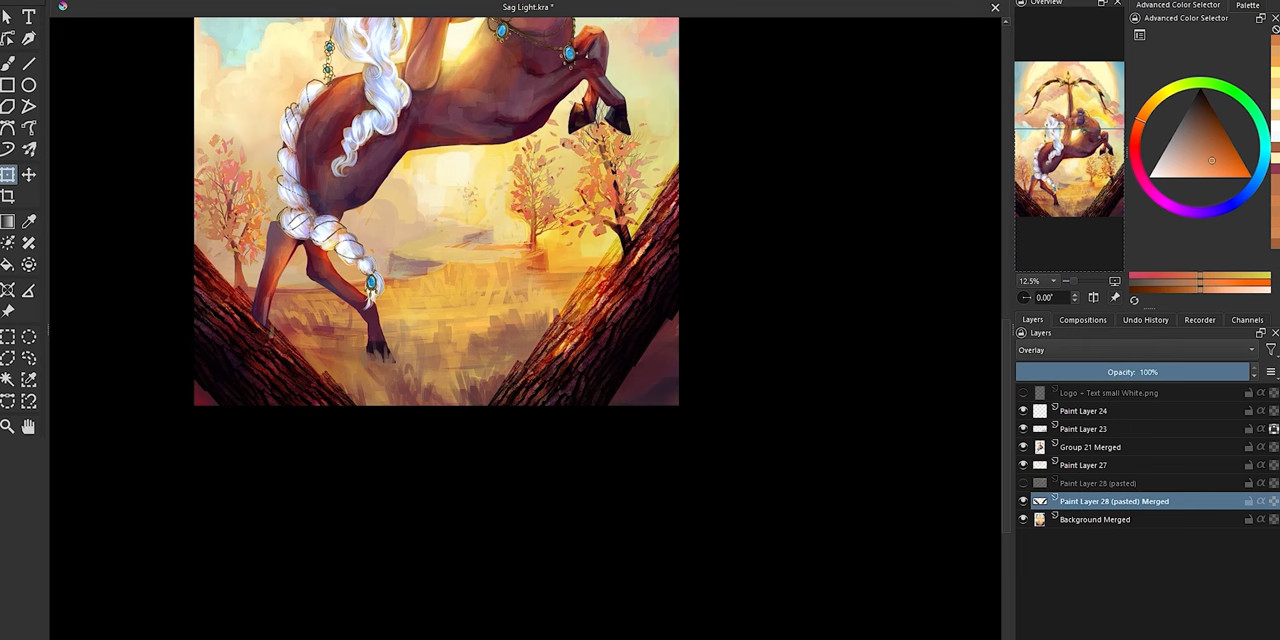 Sag Light.kra *
Overview
Advanced Color Selector
Palette
Advanced Color Selector
12.5%
0.00°
Layers
Compositions
Undo History
Recorder
Channels
Layers
Overlay
Opacity: 100%
Logo + Text small White.png
Paint Layer 24
Paint Layer 23
Group 21 Merged
Paint Layer 27
Paint Layer 28 (pasted)
Paint Layer 28 (pasted) Merged
Background Merged